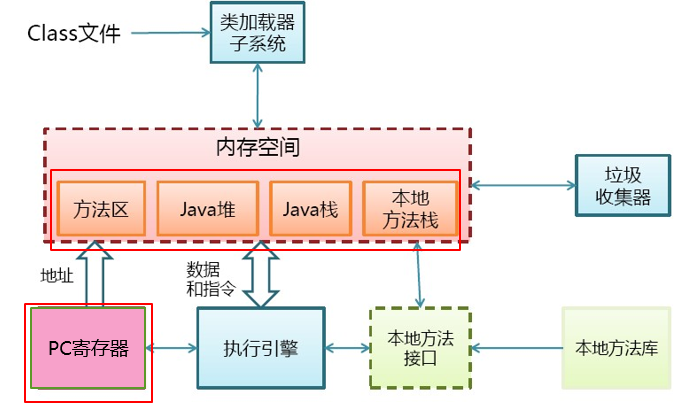 Class文件
类加载器
子系统
内存空间
方法区
Java堆
Java栈
本地
方法栈
垃圾
收集器
地址
数据
和指令
PC寄存器
执行引擎
本地方法
接口
本地方法库